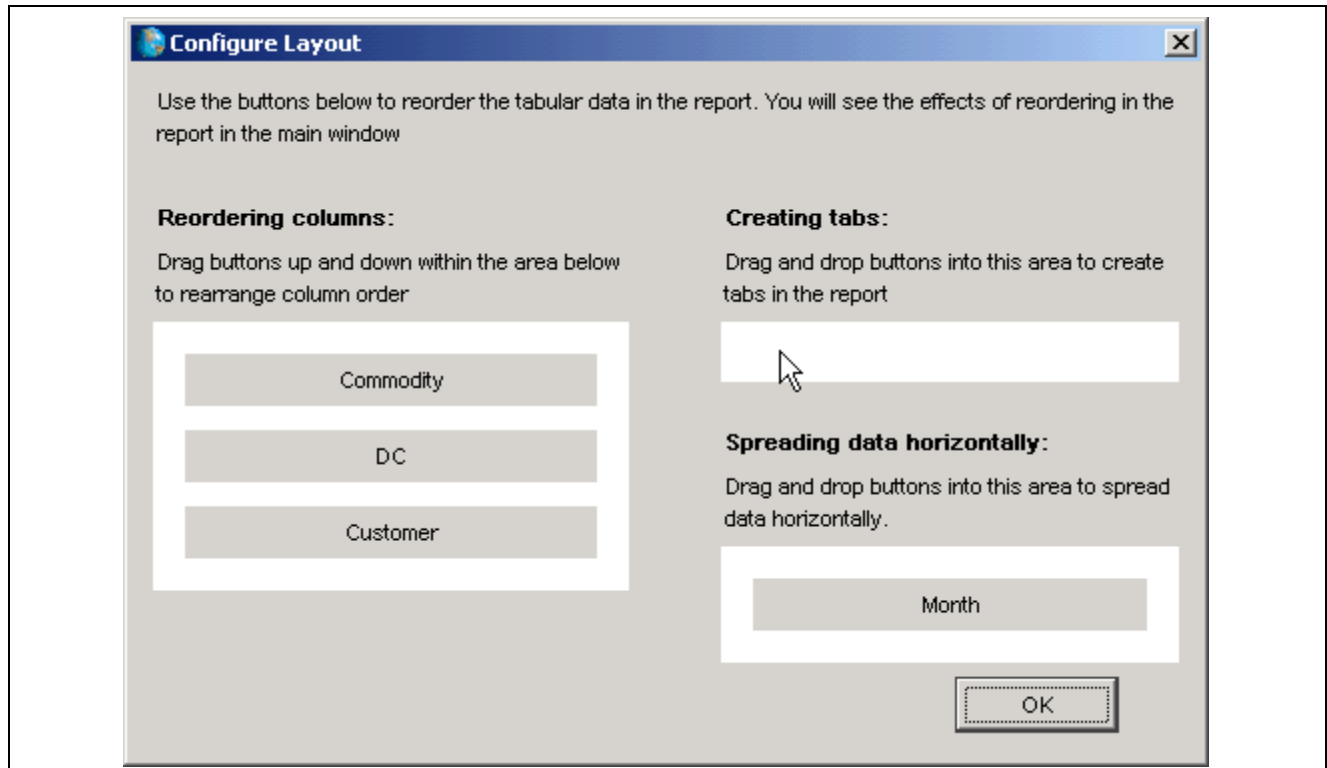 Configure Layout
Use the buttons below to reorder the tabular data in the report. You will see the effects of reordering in the
report in the main window
Reordering columns:
Drag buttons up and down within the area below
to rearrange column order
Commodity
DC
Customer
Creating tabs:
Drag and drop buttons into this area to create
tabs in the report
Spreading data horizontally:
Drag and drop buttons into this area to spread
data horizontally.
Month
OK